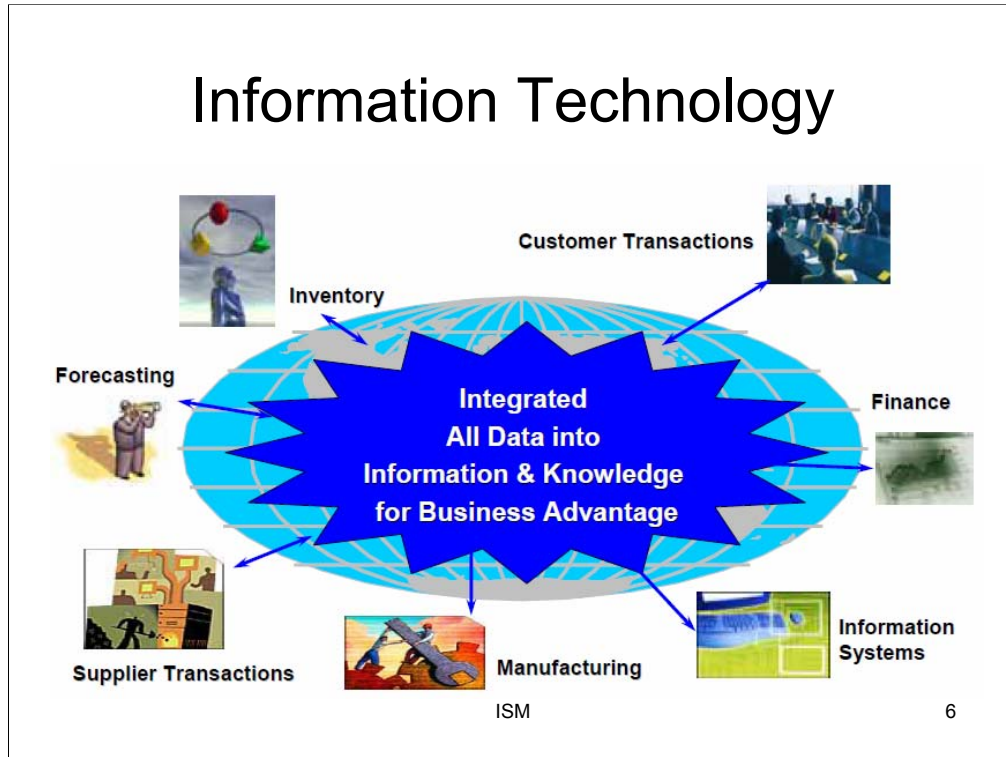 Information Technology
Customer Transactions
Inventory
Forecasting
Integrated
All Data into
Information & Knowledge
for Business Advantage
Finance
Supplier Transactions
Manufacturing
Information
Systems
ISM
6